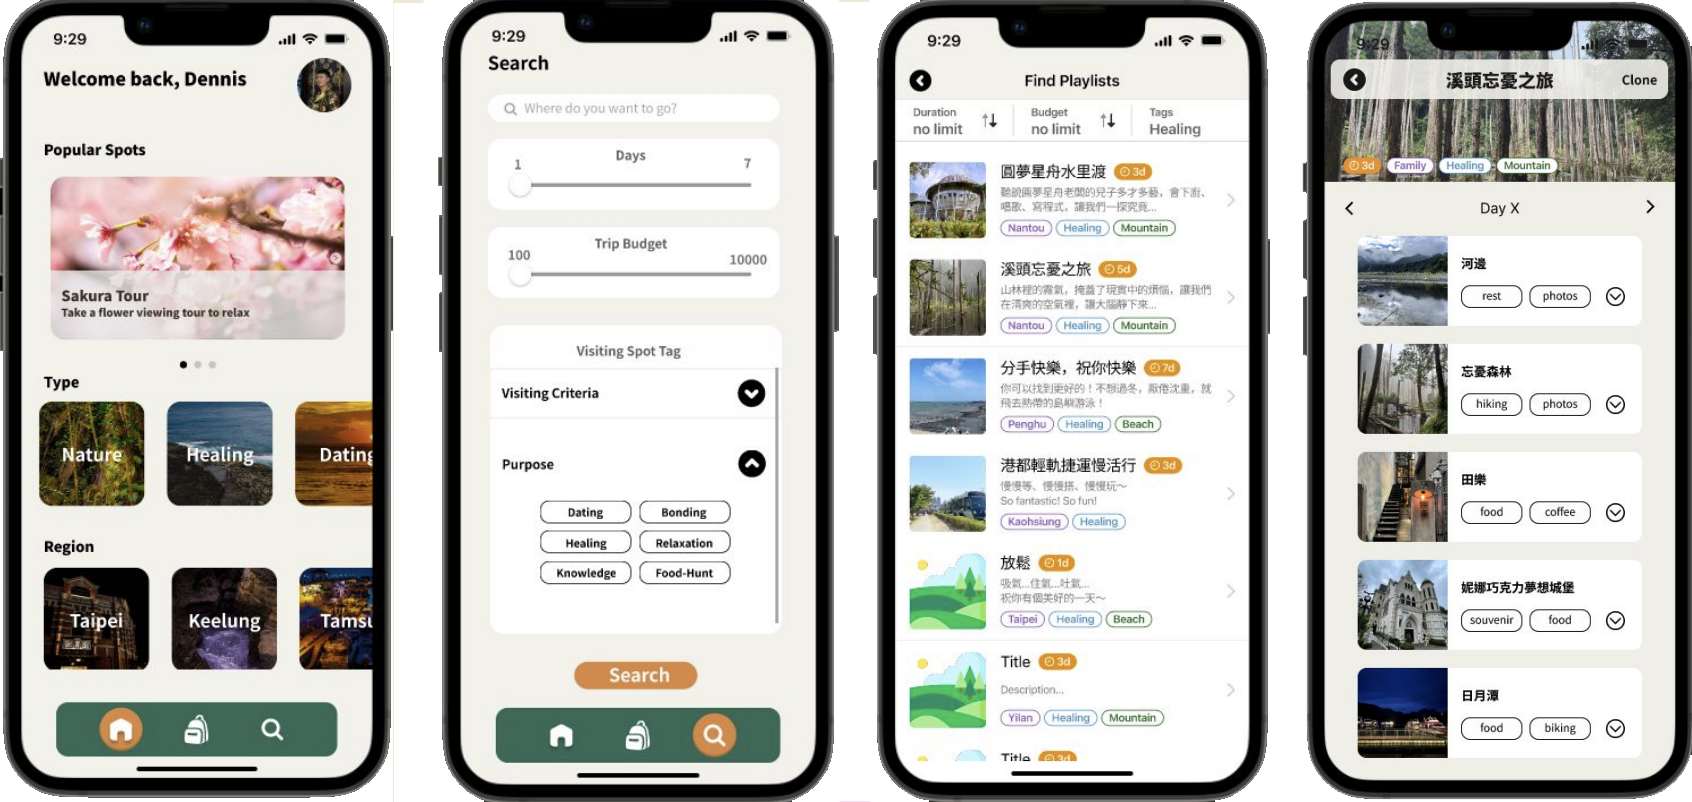 9:29
Welcome back, Dennis
Popular Spots
Sakura Tour
Take a flower viewing tour to relax
Type
Nature
Healing
Dating
Region
Taipei
Keelung
Tamsu
9:29
Search
Where do you want to go?
Days
1
7
Trip Budget
100
10000
Visiting Spot Tag
Visiting Criteria
Purpose
Dating
Bonding
Healing
Relaxation
Knowledge
Food-Hunt
Search
9:29
Find Playlists
Duration
no limit
Budget
no limit
Tags
Healing
圓夢星舟水里渡 3d
聽說圓夢星舟老闆的兒子多才多藝，會下廚、
唱歌、寫程式，讓我們一探究竟...
Nantou Healing Mountain
溪頭忘憂之旅 5d
山林裡的霧氣，掩蓋了現實中的煩惱，讓我們
在清爽的空氣裡，讓大腦靜下來...
Nantou Healing Mountain
分手快樂，祝你快樂 7d
你可以找到更好的！不想過冬，厭倦沈重，就
飛去熱帶的島嶼游泳！
Penghu Healing Beach
港都輕軌捷運慢活行 3d
慢慢等、慢慢搭、慢慢玩～
So fantastic! So fun!
Kaohsiung Healing
放鬆 1d
吸氣...住氣...吐氣...
祝你有個美好的一天～
Taipei Healing Beach
Title 3d
Description...
Yilan Healing Mountain
Title 3d
9:29
溪頭忘憂之旅
Clone
3d Family Healing Mountain
Day X
河邊
rest photos
忘憂森林
hiking photos
田樂
food coffee
妮娜巧克力夢想城堡
souvenir food
日月潭
food biking